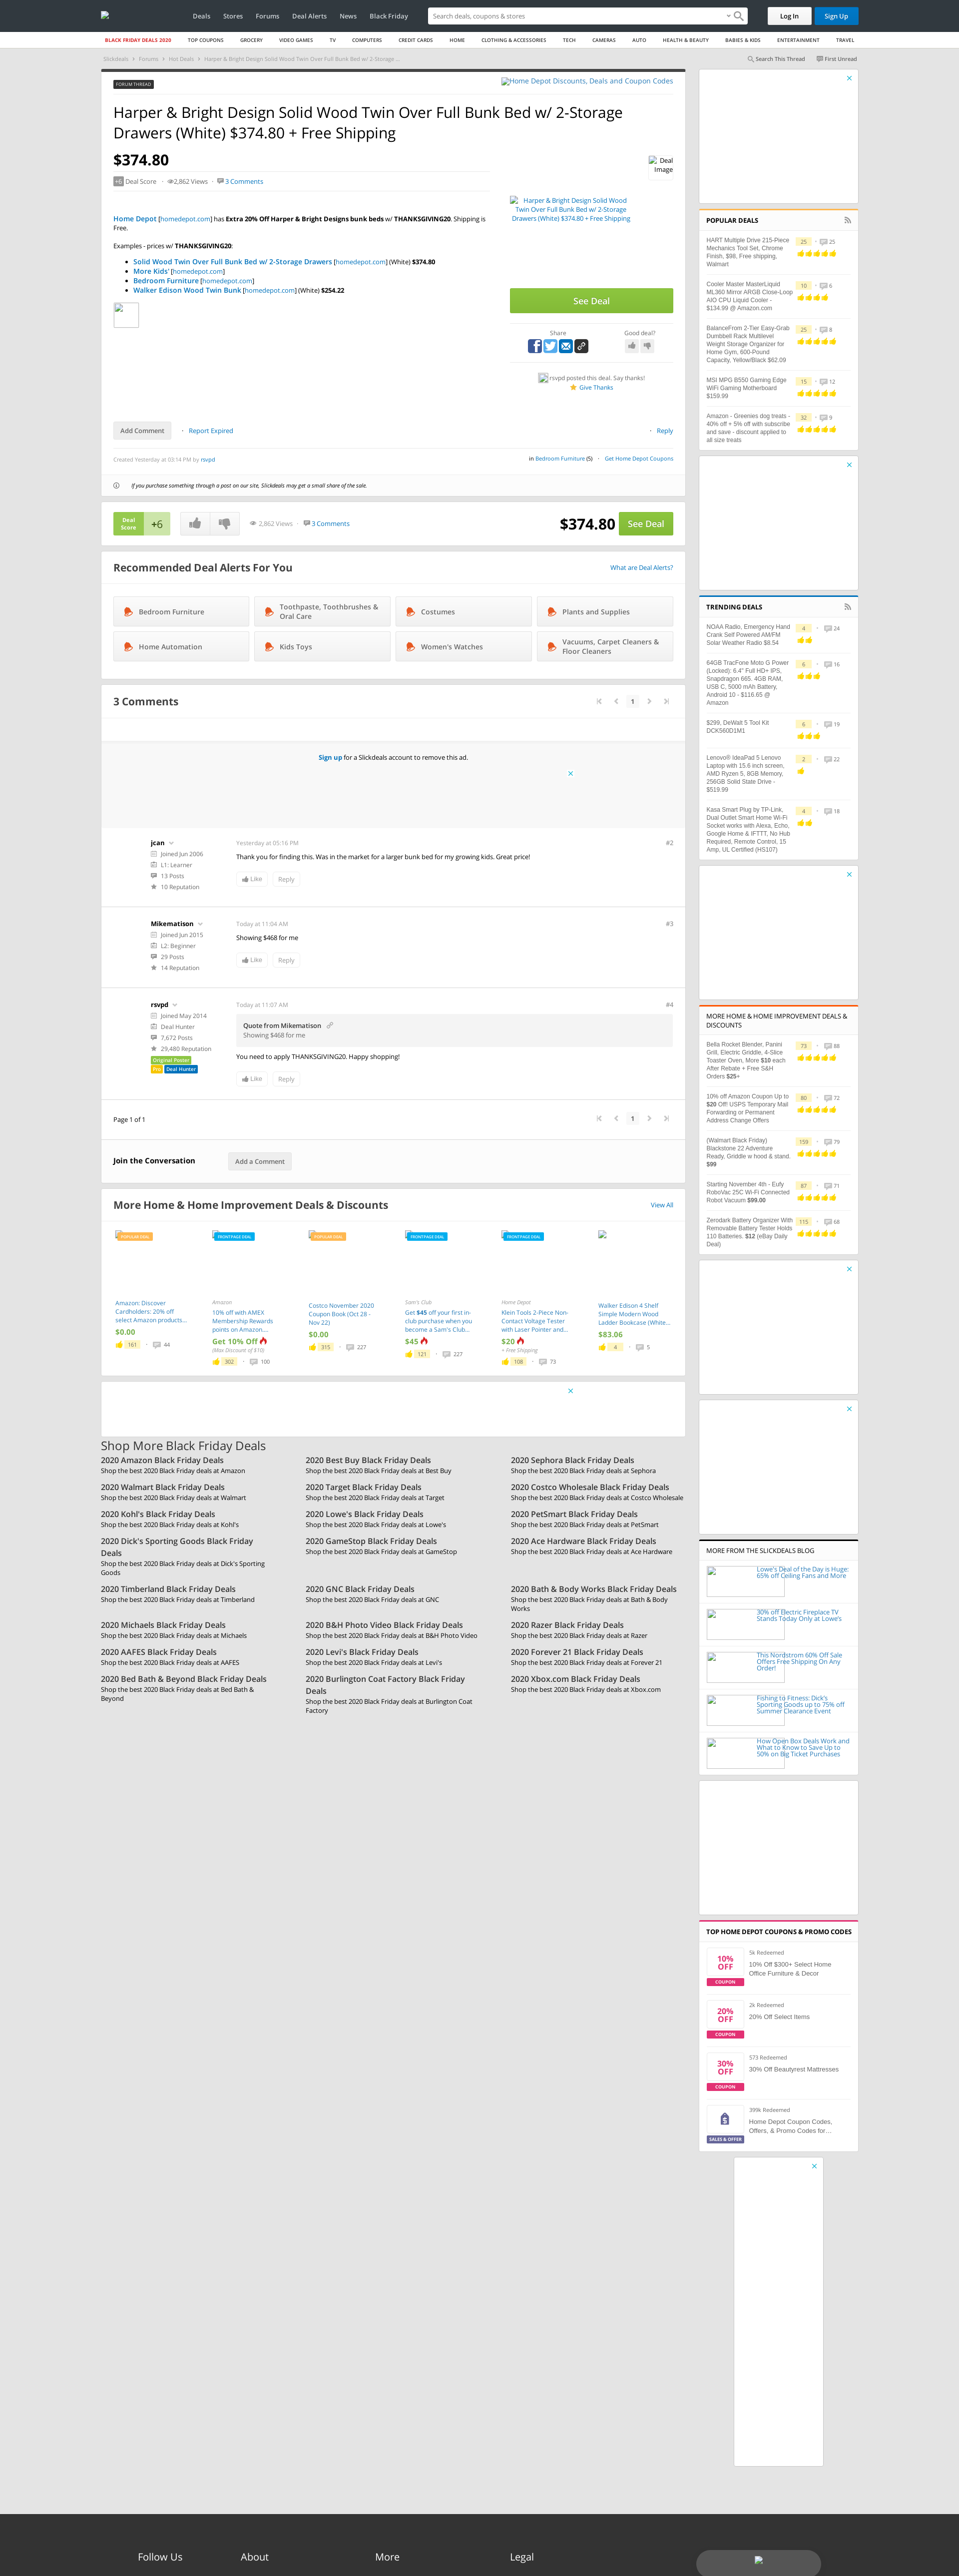 Deals Stores Forums Deal Alerts News Black Friday
Search deals, coupons & stores
Log In
Sign Up
BLACK FRIDAY DEALS 2020 TOP COUPONS GROCERY VIDEO GAMES TV COMPUTERS CREDIT CARDS HOME CLOTHING & ACCESSORIES TECH CAMERAS AUTO HEALTH & BEAUTY BABIES & KIDS ENTERTAINMENT TRAVEL
Slickdeals › Forums › Hot Deals › Harper & Bright Design Solid Wood Twin Over Full Bunk Bed w/ 2-Storage ...
Search This Thread First Unread
FORUM THREAD
Home Depot Discounts, Deals and Coupon Codes
Harper & Bright Design Solid Wood Twin Over Full Bunk Bed w/ 2-Storage
Drawers (White) $374.80 + Free Shipping
$374.80
+6 Deal Score · 2,862 Views · 3 Comments
Deal
Image
Home Depot [homedepot.com] has Extra 20% Off Harper & Bright Designs bunk beds w/ THANKSGIVING20. Shipping is
Free.
Examples - prices w/ THANKSGIVING20:
• Solid Wood Twin Over Full Bunk Bed w/ 2-Storage Drawers [homedepot.com] (White) $374.80
• More Kids' [homedepot.com]
• Bedroom Furniture [homedepot.com]
• Walker Edison Wood Twin Bunk [homedepot.com] (White) $254.22
Harper & Bright Design Solid Wood
Twin Over Full Bunk Bed w/ 2-Storage
Drawers (White) $374.80 + Free Shipping
See Deal
Share
Good deal?
rsvpd posted this deal. Say thanks!
Give Thanks
Add Comment · Report Expired · Reply
Created Yesterday at 03:14 PM by rsvpd
in Bedroom Furniture (5) · Get Home Depot Coupons
If you purchase something through a post on our site, Slickdeals may get a small share of the sale.
Deal
Score
+6
2,862 Views · 3 Comments
$374.80
See Deal
Recommended Deal Alerts For You
What are Deal Alerts?
Bedroom Furniture
Toothpaste, Toothbrushes &
Oral Care
Costumes
Plants and Supplies
Home Automation
Kids Toys
Women's Watches
Vacuums, Carpet Cleaners &
Floor Cleaners
3 Comments
1
Sign up for a Slickdeals account to remove this ad.
jcan
Joined Jun 2006
L1: Learner
13 Posts
10 Reputation
Yesterday at 05:16 PM
#2
Thank you for finding this. Was in the market for a larger bunk bed for my growing kids. Great price!
Like Reply
Mikematison
Joined Jun 2015
L2: Beginner
29 Posts
14 Reputation
Today at 11:04 AM
#3
Showing $468 for me
Like Reply
rsvpd
Joined May 2014
Deal Hunter
7,672 Posts
29,480 Reputation
Original Poster
Pro Deal Hunter
Today at 11:07 AM
#4
Quote from Mikematison
Showing $468 for me
You need to apply THANKSGIVING20. Happy shopping!
Like Reply
Page 1 of 1
1
Join the Conversation
Add a Comment
More Home & Home Improvement Deals & Discounts
View All
POPULAR DEAL
Amazon: Discover
Cardholders: 20% off
select Amazon products...
$0.00
161 · 44
FRONTPAGE DEAL
Amazon
10% off with AMEX
Membership Rewards
points on Amazon....
Get 10% Off
(Max Discount of $10)
302 · 100
POPULAR DEAL
Costco November 2020
Coupon Book (Oct 28 -
Nov 22)
$0.00
315 · 227
FRONTPAGE DEAL
Sam's Club
Get $45 off your first in-
club purchase when you
become a Sam's Club...
$45
121 · 227
FRONTPAGE DEAL
Home Depot
Klein Tools 2-Piece Non-
Contact Voltage Tester
with Laser Pointer and...
$20
+ Free Shipping
108 · 73
Walker Edison 4 Shelf
Simple Modern Wood
Ladder Bookcase (White...
$83.06
4 · 5
Shop More Black Friday Deals
2020 Amazon Black Friday Deals
Shop the best 2020 Black Friday deals at Amazon
2020 Best Buy Black Friday Deals
Shop the best 2020 Black Friday deals at Best Buy
2020 Sephora Black Friday Deals
Shop the best 2020 Black Friday deals at Sephora
2020 Walmart Black Friday Deals
Shop the best 2020 Black Friday deals at Walmart
2020 Target Black Friday Deals
Shop the best 2020 Black Friday deals at Target
2020 Costco Wholesale Black Friday Deals
Shop the best 2020 Black Friday deals at Costco Wholesale
2020 Kohl's Black Friday Deals
Shop the best 2020 Black Friday deals at Kohl's
2020 Lowe's Black Friday Deals
Shop the best 2020 Black Friday deals at Lowe's
2020 PetSmart Black Friday Deals
Shop the best 2020 Black Friday deals at PetSmart
2020 Dick's Sporting Goods Black Friday
Deals
Shop the best 2020 Black Friday deals at Dick's Sporting
Goods
2020 GameStop Black Friday Deals
Shop the best 2020 Black Friday deals at GameStop
2020 Ace Hardware Black Friday Deals
Shop the best 2020 Black Friday deals at Ace Hardware
2020 Timberland Black Friday Deals
Shop the best 2020 Black Friday deals at Timberland
2020 GNC Black Friday Deals
Shop the best 2020 Black Friday deals at GNC
2020 Bath & Body Works Black Friday Deals
Shop the best 2020 Black Friday deals at Bath & Body
Works
2020 Michaels Black Friday Deals
Shop the best 2020 Black Friday deals at Michaels
2020 B&H Photo Video Black Friday Deals
Shop the best 2020 Black Friday deals at B&H Photo Video
2020 Razer Black Friday Deals
Shop the best 2020 Black Friday deals at Razer
2020 AAFES Black Friday Deals
Shop the best 2020 Black Friday deals at AAFES
2020 Levi's Black Friday Deals
Shop the best 2020 Black Friday deals at Levi's
2020 Forever 21 Black Friday Deals
Shop the best 2020 Black Friday deals at Forever 21
2020 Bed Bath & Beyond Black Friday Deals
Shop the best 2020 Black Friday deals at Bed Bath &
Beyond
2020 Burlington Coat Factory Black Friday
Deals
Shop the best 2020 Black Friday deals at Burlington Coat
Factory
2020 Xbox.com Black Friday Deals
Shop the best 2020 Black Friday deals at Xbox.com
POPULAR DEALS
HART Multiple Drive 215-Piece
Mechanics Tool Set, Chrome
Finish, $98, Free shipping,
Walmart
25 · 25
Cooler Master MasterLiquid
ML360 Mirror ARGB Close-Loop
AIO CPU Liquid Cooler -
$134.99 @ Amazon.com
10 · 6
BalanceFrom 2-Tier Easy-Grab
Dumbbell Rack Multilevel
Weight Storage Organizer for
Home Gym, 600-Pound
Capacity, Yellow/Black $62.09
25 · 8
MSI MPG B550 Gaming Edge
WiFi Gaming Motherboard
$159.99
15 · 12
Amazon - Greenies dog treats -
40% off + 5% off with subscribe
and save - discount applied to
all size treats
32 · 9
TRENDING DEALS
NOAA Radio, Emergency Hand
Crank Self Powered AM/FM
Solar Weather Radio $8.54
4 · 24
64GB TracFone Moto G Power
(Locked): 6.4" Full HD+ IPS,
Snapdragon 665. 4GB RAM,
USB C, 5000 mAh Battery,
Android 10 - $116.65 @
Amazon
6 · 16
$299, DeWalt 5 Tool Kit
DCK560D1M1
6 · 19
Lenovo® IdeaPad 5 Lenovo
Laptop with 15.6 inch screen,
AMD Ryzen 5, 8GB Memory,
256GB Solid State Drive -
$519.99
2 · 22
Kasa Smart Plug by TP-Link,
Dual Outlet Smart Home Wi-Fi
Socket works with Alexa, Echo,
Google Home & IFTTT, No Hub
Required, Remote Control, 15
Amp, UL Certified (HS107)
4 · 18
MORE HOME & HOME IMPROVEMENT DEALS &
DISCOUNTS
Bella Rocket Blender, Panini
Grill, Electric Griddle, 4-Slice
Toaster Oven, More $10 each
After Rebate + Free S&H
Orders $25+
73 · 88
10% off Amazon Coupon Up to
$20 Off! USPS Temporary Mail
Forwarding or Permanent
Address Change Offers
80 · 72
(Walmart Black Friday)
Blackstone 22 Adventure
Ready, Griddle w hood & stand.
$99
159 · 79
Starting November 4th - Eufy
RoboVac 25C Wi-Fi Connected
Robot Vacuum $99.00
87 · 71
Zerodark Battery Organizer With
Removable Battery Tester Holds
110 Batteries. $12 (eBay Daily
Deal)
115 · 68
MORE FROM THE SLICKDEALS BLOG
Lowe's Deal of the Day is Huge:
65% off Ceiling Fans and More
30% off Electric Fireplace TV
Stands Today Only at Lowe's
This Nordstrom 60% Off Sale
Offers Free Shipping On Any
Order!
Fishing to Fitness: Dick's
Sporting Goods up to 75% off
Summer Clearance Event
How Open Box Deals Work and
What to Know to Save Up to
50% on Big Ticket Purchases
TOP HOME DEPOT COUPONS & PROMO CODES
10%
OFF
COUPON
5k Redeemed
10% Off $300+ Select Home
Office Furniture & Decor
20%
OFF
COUPON
2k Redeemed
20% Off Select Items
30%
OFF
COUPON
573 Redeemed
30% Off Beautyrest Mattresses
SALES & OFFER
399k Redeemed
Home Depot Coupon Codes,
Offers, & Promo Codes for...
Follow Us About More Legal